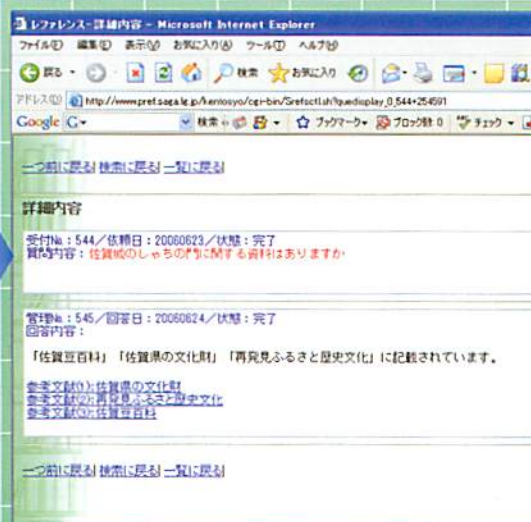 レファレンス-詳細内容 - Microsoft Internet Explorer
ファイル(F) 編集(E) 表示(V) お気に入り(A) ツール(T) ヘルプ(H)
戻る 検索 お気に入り
アドレス(D)
Google G 検索 ブックマーク ブロック数: 0 チェック
一つ前に戻る| 検索に戻る| 一覧に戻る|
詳細内容
受付No.:544/依頼日:20060623/状態:完了
質問内容:佐賀城のしゃちの門に関する資料はありますか
管理No.:545/回答日:20060624/状態:完了
回答内容:
「佐賀豆百科」「佐賀県の文化財」「再発見ふるさと歴史文化」に記載されています。
参考文献(1):佐賀県の文化財
参考文献(2):再発見ふるさと歴史文化
参考文献(3):佐賀豆百科
一つ前に戻る| 検索に戻る| 一覧に戻る|